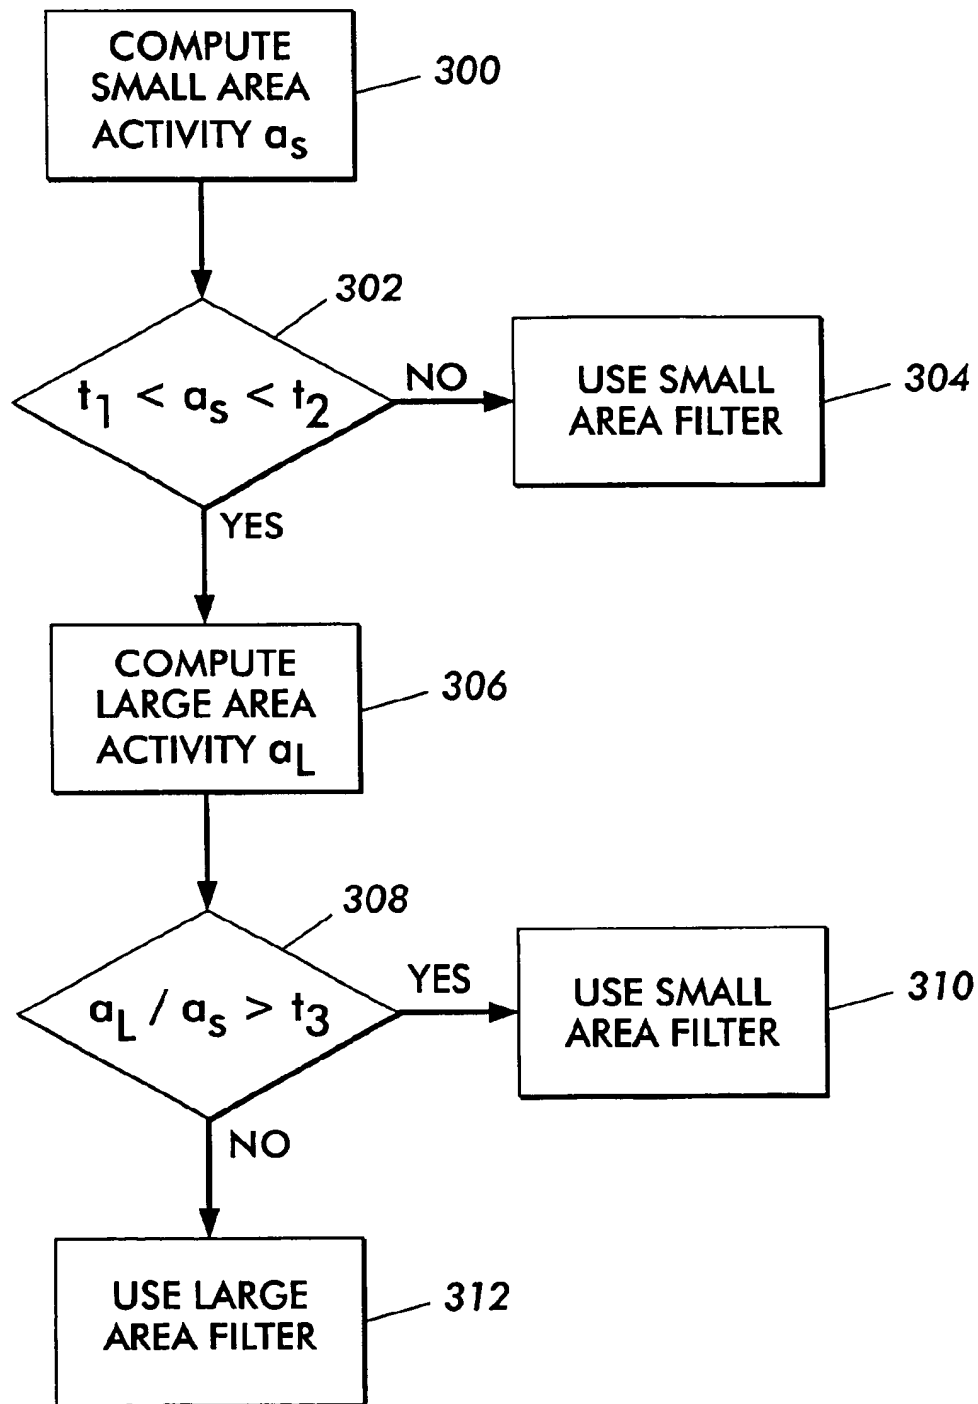 COMPUTE
SMALL AREA
ACTIVITY aS
300
302
t1 < as < t2
NO
USE SMALL
AREA FILTER
304
YES
COMPUTE
LARGE AREA
ACTIVITY aL
306
308
aL / as > t3
YES
USE SMALL
AREA FILTER
310
NO
USE LARGE
AREA FILTER
312